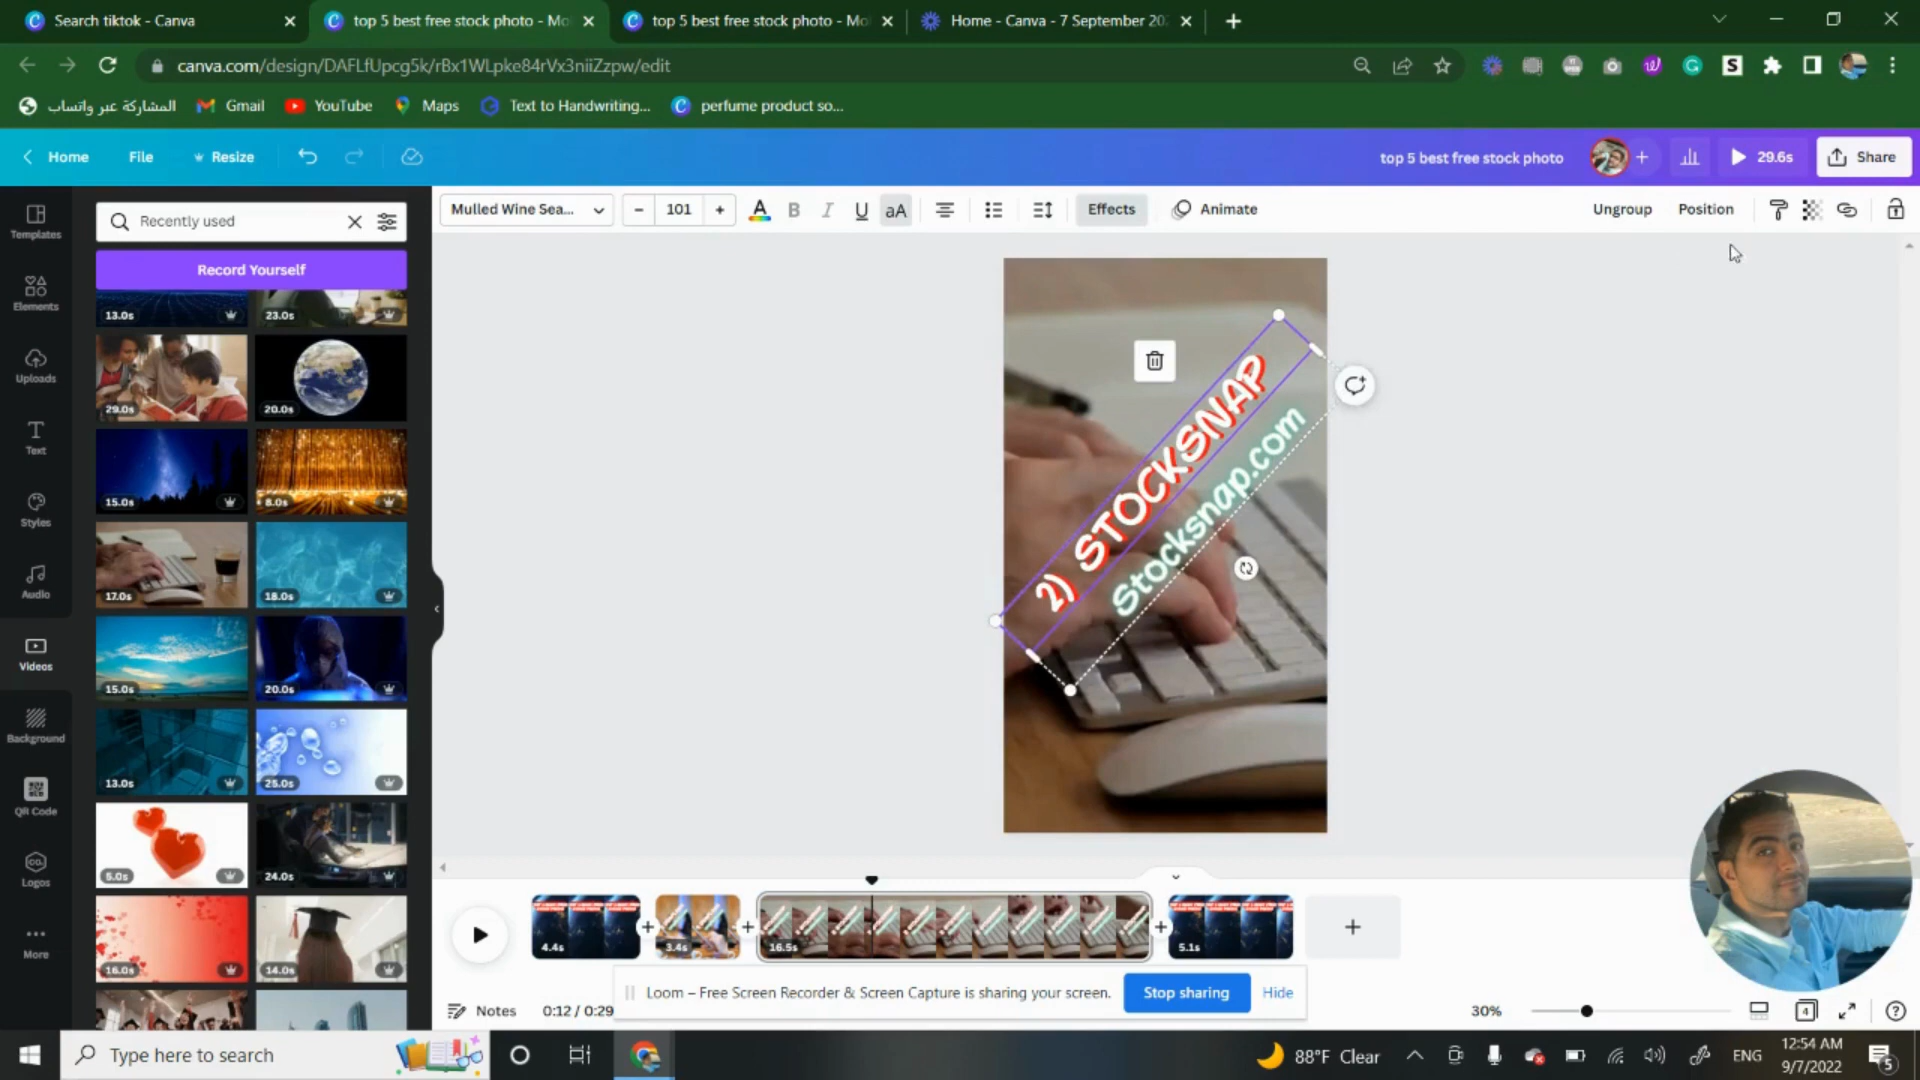 Search tiktok - Canva
top 5 best free stock photo - Mo
top 5 best free stock photo - Mo
Home - Canva - 7 September 202
canva.com/design/DAFLfUpcg5k/rBx1WLpke84rVx3niiZzpw/edit
المشاركة عبر واتساب
Gmail
YouTube
Maps
Text to Handwriting...
perfume product so...
Home
File
Resize
top 5 best free stock photo
29.6s
Share
Templates
Elements
Uploads
Text
Styles
Audio
Videos
Background
QR Code
Logos
More
Recently used
Record Yourself
13.0s
23.0s
29.0s
20.0s
15.0s
8.0s
17.0s
18.0s
15.0s
20.0s
13.0s
25.0s
5.0s
24.0s
16.0s
14.0s
Mulled Wine Sea...
101
A
B
I
U
aA
Effects
Animate
Ungroup
Position
2) STOCKSNAP
Stocksnap.com
4.4s
3.4s
16.5s
5.1s
Loom – Free Screen Recorder & Screen Capture is sharing your screen.
Stop sharing
Hide
Notes
0:12 / 0:29
30%
4
Type here to search
88°F Clear
ENG
12:54 AM
9/7/2022
5